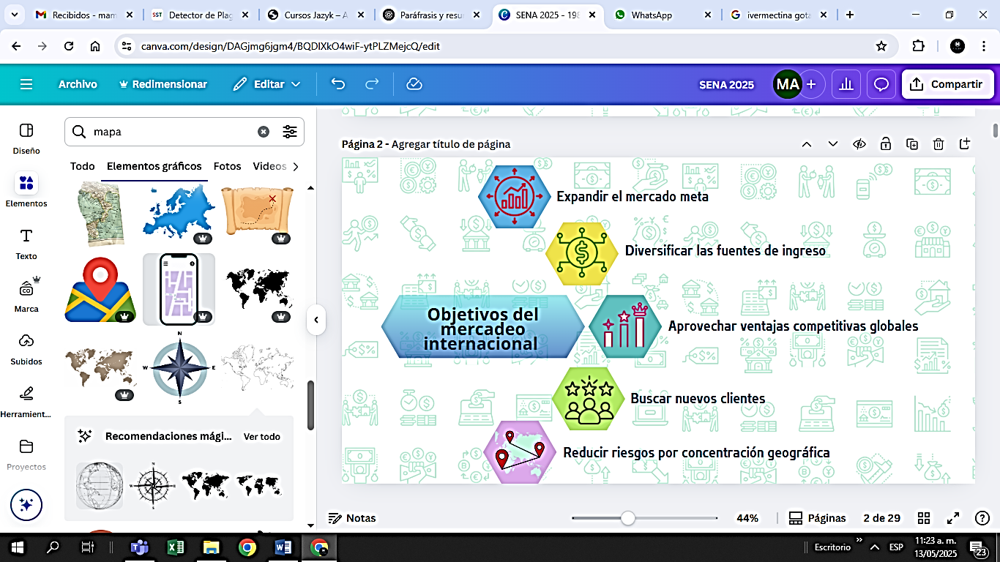 Recibidos - mam
Detector de Plag
Cursos Jazyk – A
Paráfrasis y resu
SENA 2025 - 198
WhatsApp
ivermectina gota
canva.com/design/DAGjmg6jgm4/BQDIXkO4wiF-ytPLZMejcQ/edit
Archivo
Redimensionar
Editar
SENA 2025
MA
Compartir
Diseño
Elementos
Texto
Marca
Subidos
Herramient...
Proyectos
mapa
Todo
Elementos gráficos
Fotos
Videos
N
W
E
S
Recomendaciones mági...
Ver todo
Página 2 - Agregar título de página
Expandir el mercado meta
Diversificar las fuentes de ingreso
Objetivos del
mercadeo
internacional
Aprovechar ventajas competitivas globales
Buscar nuevos clientes
Reducir riesgos por concentración geográfica
Notas
44%
Páginas
2 de 29
Escritorio
ESP
11:23 a. m.
13/05/2025
23